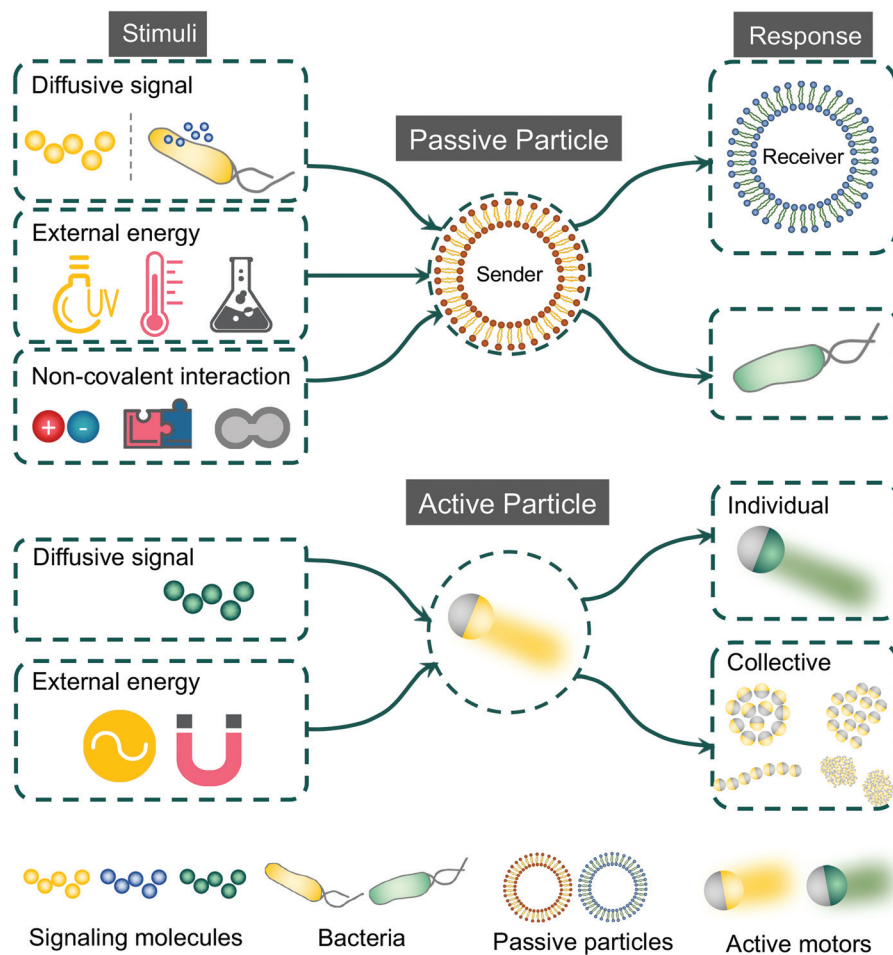 Stimuli
Response
Diffusive signal
Passive Particle
Receiver
External energy
UV
Sender
Non-covalent interaction
+ -
Active Particle
Individual
Diffusive signal
External energy
Collective
Signaling molecules
Bacteria
Passive particles
Active motors